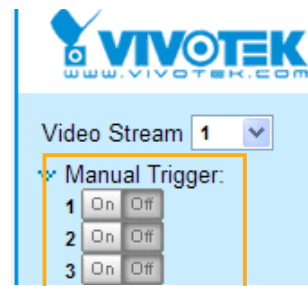 VIVOTEK
www.vivotek.com
Video Stream 1
Manual Trigger:
1 On Off
2 On Off
3 On Off